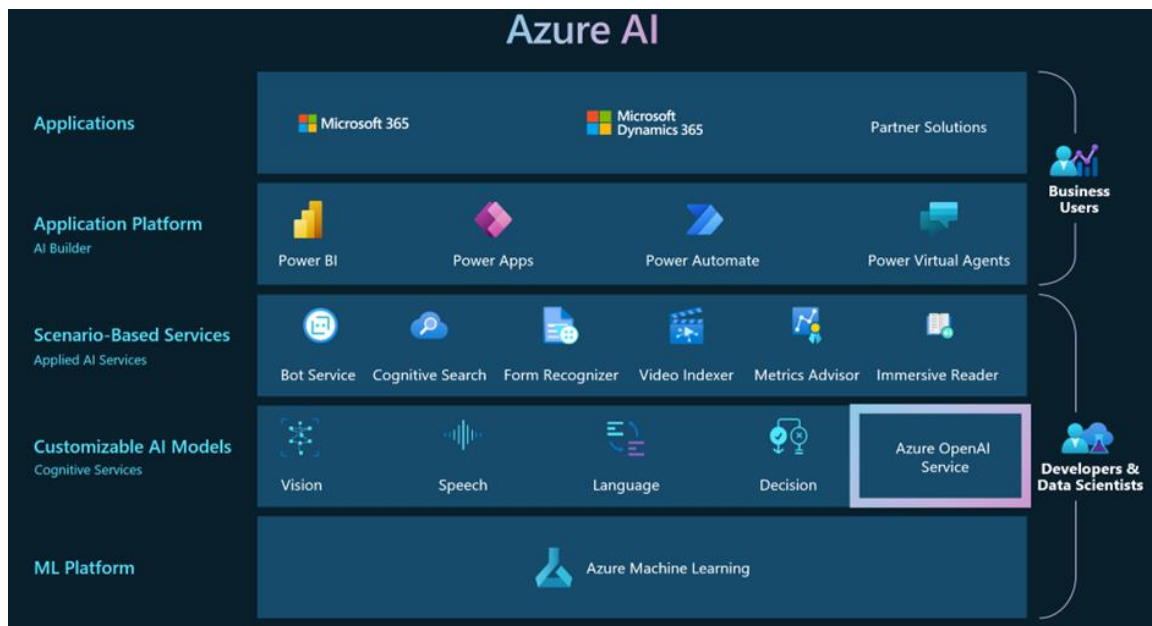 Azure AI
Applications
Microsoft 365
Microsoft
Dynamics 365
Partner Solutions
Business
Users
Application Platform
AI Builder
Power BI
Power Apps
Power Automate
Power Virtual Agents
Scenario-Based Services
Applied AI Services
Bot Service
Cognitive Search
Form Recognizer
Video Indexer
Metrics Advisor
Immersive Reader
Customizable AI Models
Cognitive Services
Vision
Speech
Language
Decision
Azure OpenAI
Service
Developers &
Data Scientists
ML Platform
Azure Machine Learning